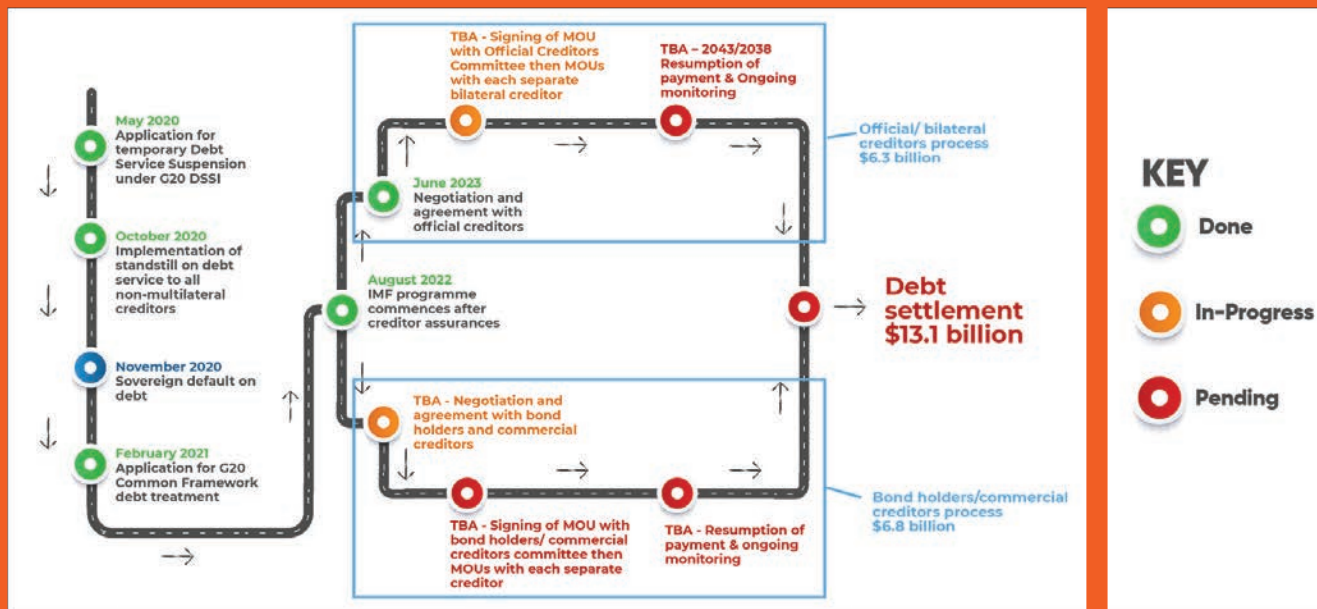 May 2020
Application for
temporary Debt
Service Suspension
under G20 DSSI
October 2020
Implementation of
standstill on debt
service to all
non-multilateral
creditors
November 2020
Sovereign default on
debt
February 2021
Application for G20
Common Framework
debt treatment
August 2022
IMF programme
commences after
creditor assurances
June 2023
Negotiation and
agreement with
official creditors
TBA - Signing of MOU
with Official Creditors
Committee then MOUs
with each separate
bilateral creditor
TBA – 2043/2038
Resumption of
payment & Ongoing
monitoring
Official/ bilateral
creditors process
$6.3 billion
TBA - Negotiation and
agreement with bond
holders and commercial
creditors
TBA - Signing of MOU with
bond holders/ commercial
creditors committee then
MOUs with each separate
creditor
TBA - Resumption of
payment & ongoing
monitoring
Bond holders/commercial
creditors process
$6.8 billion
Debt
settlement
$13.1 billion
KEY
Done
In-Progress
Pending